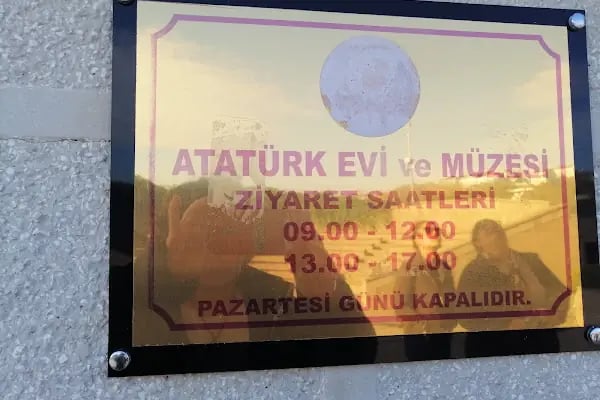 ATATÜRK EVİ ve MÜZESİ
ZİYARET SAATLERİ
09.00 - 12.00
13.00 - 17.00
PAZARTESİ GÜNÜ KAPALIDIR.